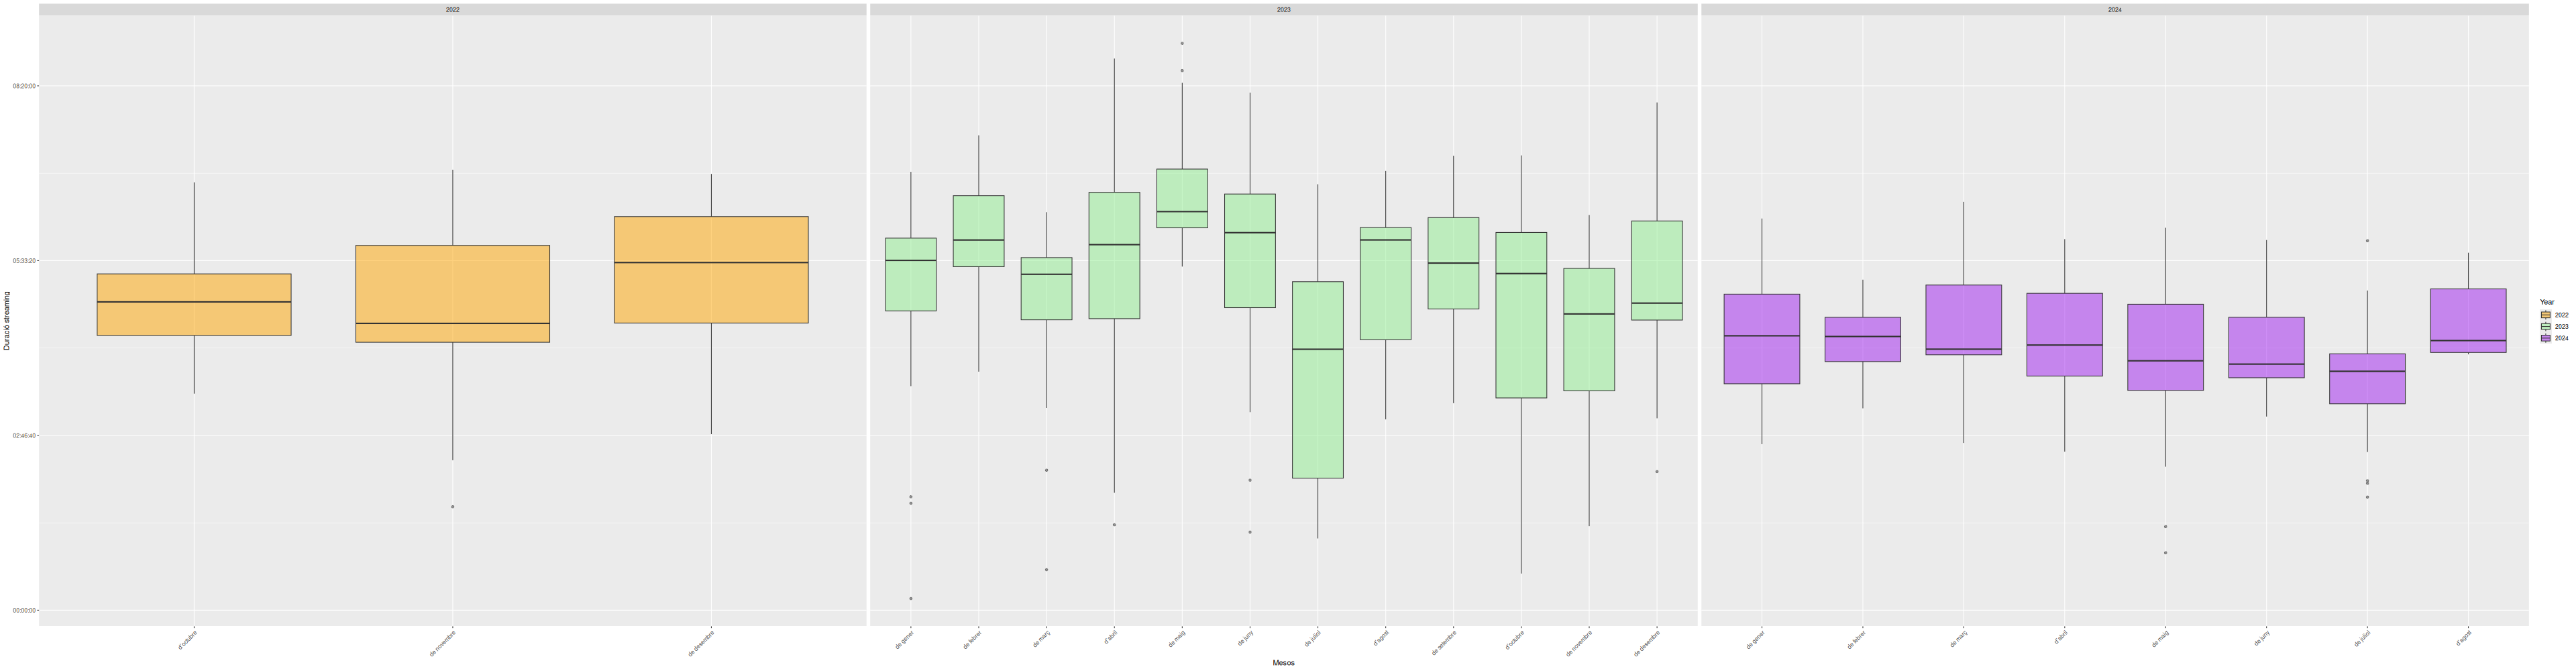 2022
2023
2024
08:20:00
05:33:20
02:46:40
00:00:00
Duració streaming
d'octubre
de novembre
de desembre
de gener
de febrer
de març
d'abril
de maig
de juny
de juliol
d'agost
de setembre
d'octubre
de novembre
de desembre
de gener
de febrer
de març
d'abril
de maig
de juny
de juliol
d'agost
Mesos
Year
2022
2023
2024